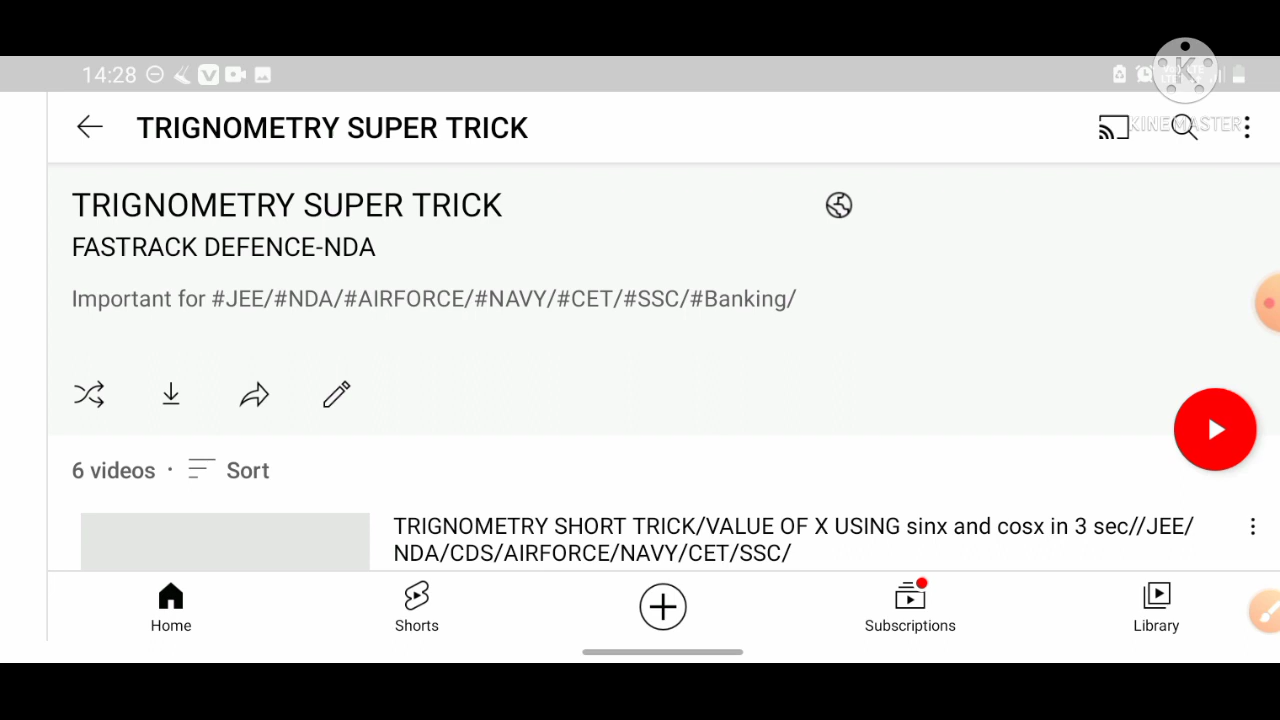 14:28
TRIGNOMETRY SUPER TRICK
KINEMASTER
TRIGNOMETRY SUPER TRICK
FASTRACK DEFENCE-NDA
Important for #JEE/#NDA/#AIRFORCE/#NAVY/#CET/#SSC/#Banking/
6 videos · Sort
TRIGNOMETRY SHORT TRICK/VALUE OF X USING sinx and cosx in 3 sec//JEE/
NDA/CDS/AIRFORCE/NAVY/CET/SSC/
Home Shorts Subscriptions Library